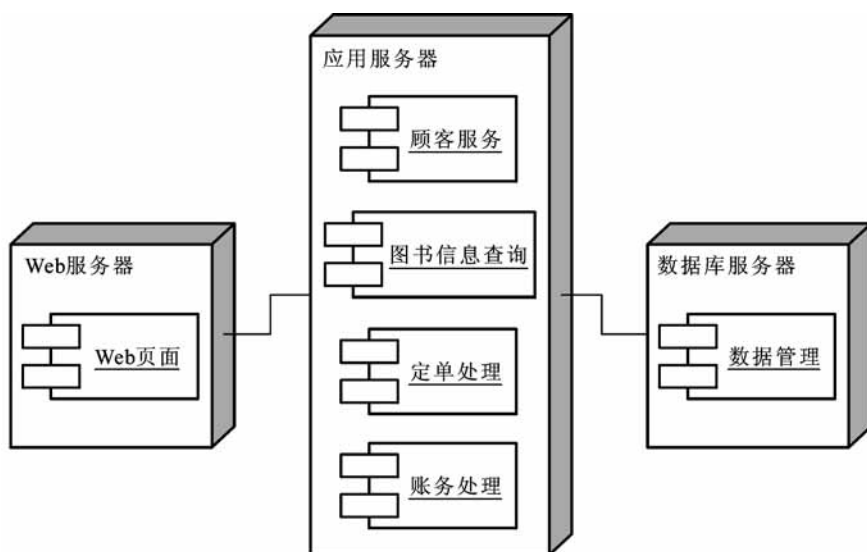 应用服务器
顾客服务
图书信息查询
定单处理
账务处理
Web服务器
Web页面
数据库服务器
数据管理